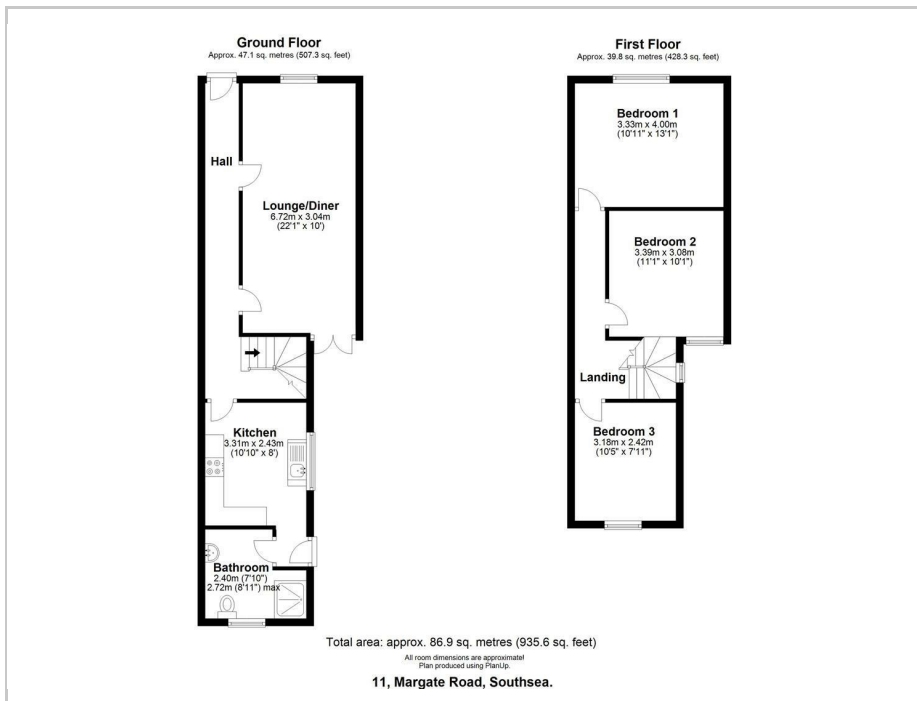 Ground Floor
Approx. 47.1 sq. metres (507.3 sq. feet)
Hall
Lounge/Diner
6.72m x 3.04m
(22'1" x 10')
Kitchen
3.31m x 2.43m
(10'10" x 8')
Bathroom
2.40m (7'10")
2.72m (8'11") max
First Floor
Approx. 39.8 sq. metres (428.3 sq. feet)
Bedroom 1
3.33m x 4.00m
(10'11" x 13'1")
Bedroom 2
3.39m x 3.08m
(11'1" x 10'1")
Landing
Bedroom 3
3.18m x 2.42m
(10'5" x 7'11")
Total area: approx. 86.9 sq. metres (935.6 sq. feet)
All room dimensions are approximate!
Plan produced using PlanUp.
11, Margate Road, Southsea.